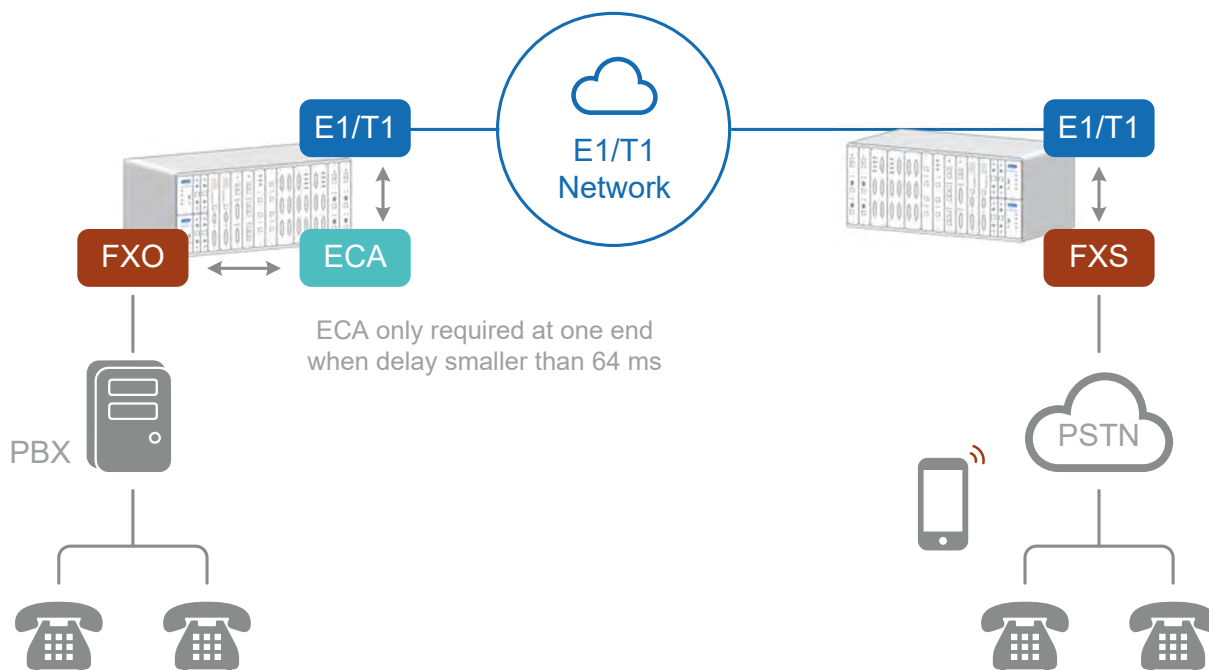 E1/T1
E1/T1
Network
E1/T1
FXO
ECA
FXS
ECA only required at one end
when delay smaller than 64 ms
PBX
PSTN